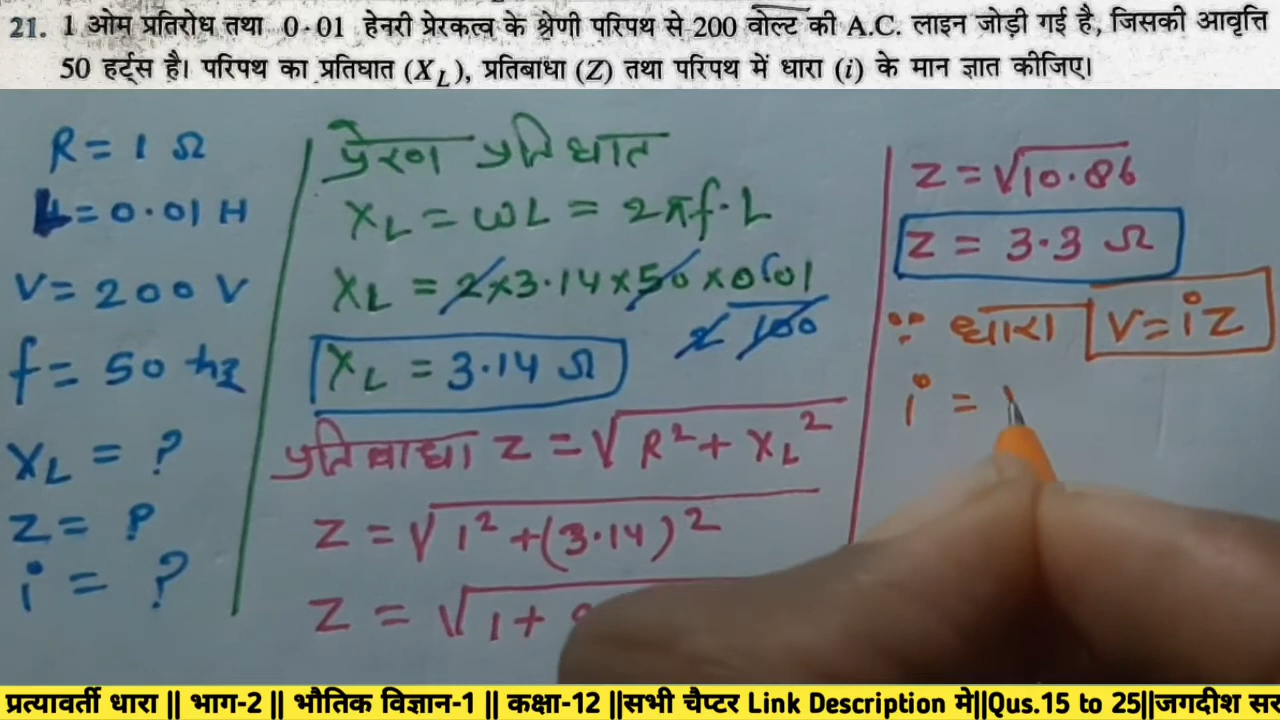 21. 1 ओम प्रतिरोध तथा 0·01 हेनरी प्रेरकत्व के श्रेणी परिपथ से 200 वोल्ट की A.C. लाइन जोड़ी गई है, जिसकी आवृत्ति
50 हर्ट्स है। परिपथ का प्रतिघात (X_L), प्रतिबाधा (Z) तथा परिपथ में धारा (i) के मान ज्ञात कीजिए।
R = 1 Ω
L = 0.01 H
V = 200 V
f = 50 hz
X_L = ?
Z = ?
i = ?
प्रेरण प्रतिघात
X_L = ωL = 2πf·L
X_L = 2×3.14×50×0.01
2 100
X_L = 3.14 Ω
प्रतिबाधा Z = √R² + X_L²
Z = √1² + (3.14)²
Z = √1 +
Z = √10.86
Z = 3.3 Ω
∵ धारा V = iZ
i =
प्रत्यावर्ती धारा || भाग-2 || भौतिक विज्ञान-1 || कक्षा-12 ||सभी चैप्टर Link Description मे||Qus.15 to 25||जगदीश सर